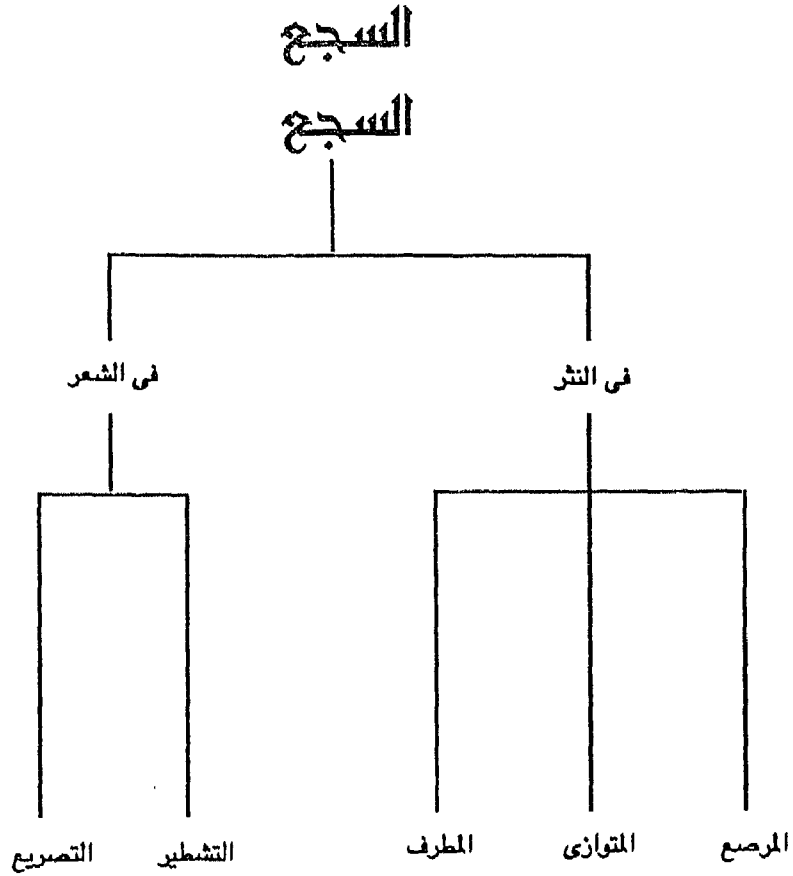 السجع
السجع
فى النثر
فى الشعر
المرصع
المتوازى
المطرف
التشطير
التصريع